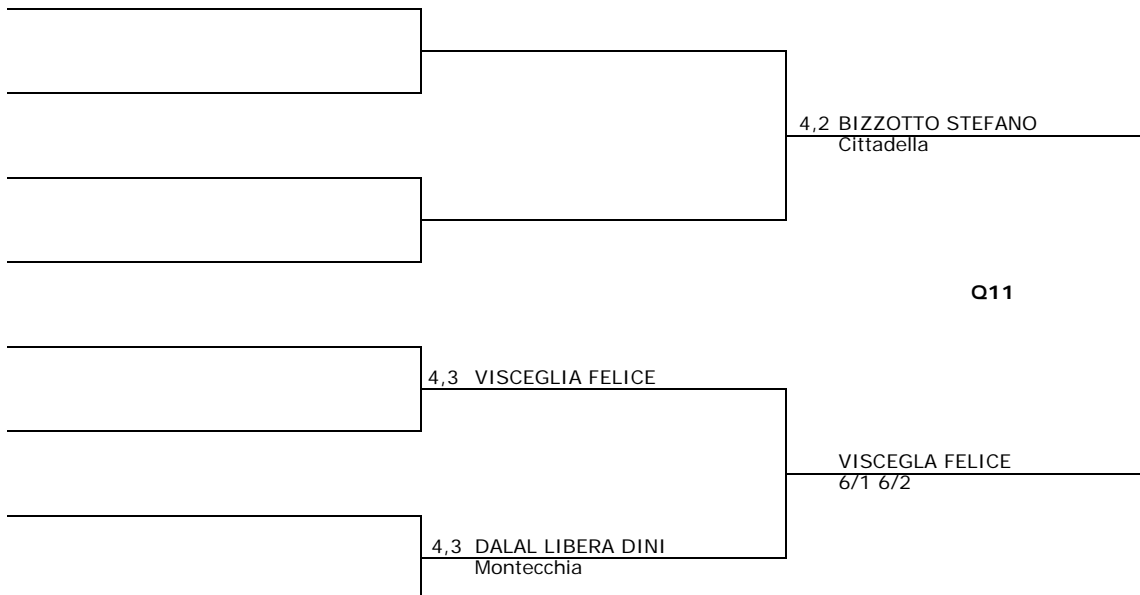 4,2 BIZZOTTO STEFANO
Cittadella
Q11
4,3 VISCEGLIA FELICE
VISCEGLA FELICE
6/1 6/2
4,3 DALAL LIBERA DINI
Montecchia